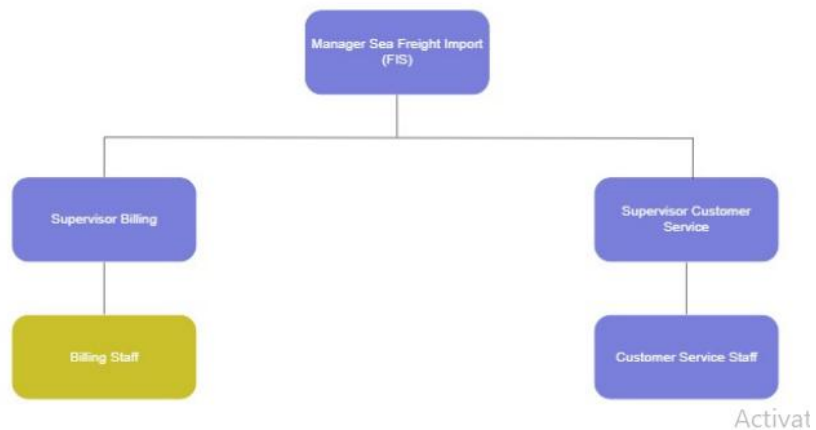 Manager Sea Freight Import
(FIS)
Supervisor Billing
Supervisor Customer
Service
Billing Staff
Customer Service Staff
Activat